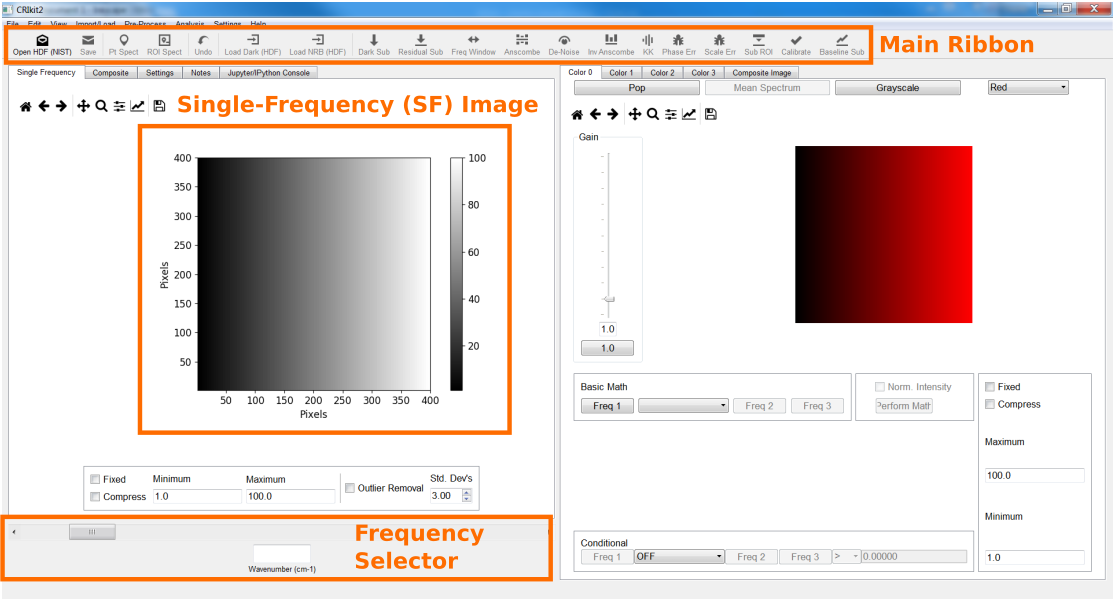 CRIkit2
File Edit View Import/Load Pre-Process Analysis Settings Help
Open HDF (NIST) Save Pt Spect ROI Spect Undo Load Dark (HDF) Load NRB (HDF) Dark Sub Residual Sub Freq Window Anscombe De-Noise Inv Anscombe KK Phase Err Scale Err Sub ROI Calibrate Baseline Sub
Main Ribbon
Single Frequency Composite Settings Notes Jupyter/IPython Console
Single-Frequency (SF) Image
400
350
300
250
200
150
100
50
Pixels
50 100 150 200 250 300 350 400
Pixels
100
80
60
40
20
Fixed Minimum Maximum
Compress 1.0 100.0
Outlier Removal
Std. Dev's
3.00
Frequency
Selector
Wavenumber (cm-1)
Color 0 Color 1 Color 2 Color 3 Composite Image
Pop Mean Spectrum Grayscale Red
Gain
1.0
1.0
Basic Math
Freq 1 Freq 2 Freq 3
Norm. Intensity
Perform Math
Fixed
Compress
Maximum
100.0
Minimum
1.0
Conditional
Freq 1 OFF Freq 2 Freq 3 > 0.00000